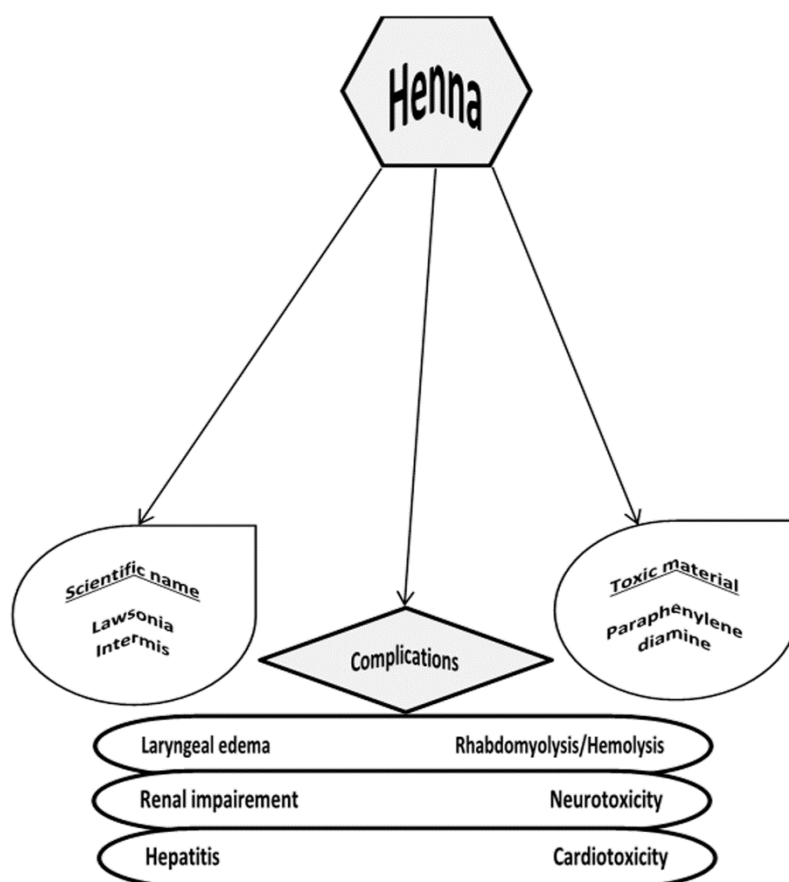 Henna
Scientific name
Lawsonia
Intermis
Toxic material
Paraphenylene
diamine
Complications
Laryngeal edema Rhabdomyolysis/Hemolysis
Renal impairement Neurotoxicity
Hepatitis Cardiotoxicity